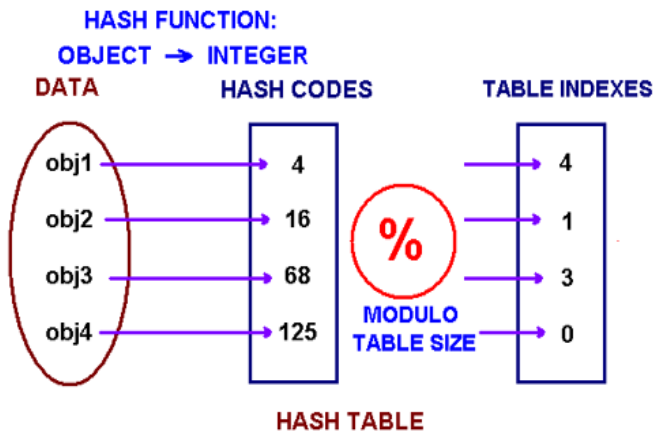 HASH FUNCTION:
OBJECT → INTEGER
DATA HASH CODES TABLE INDEXES
obj1 4 4
obj2 16 % 1
obj3 68 3
obj4 125 MODULO TABLE SIZE 0
HASH TABLE